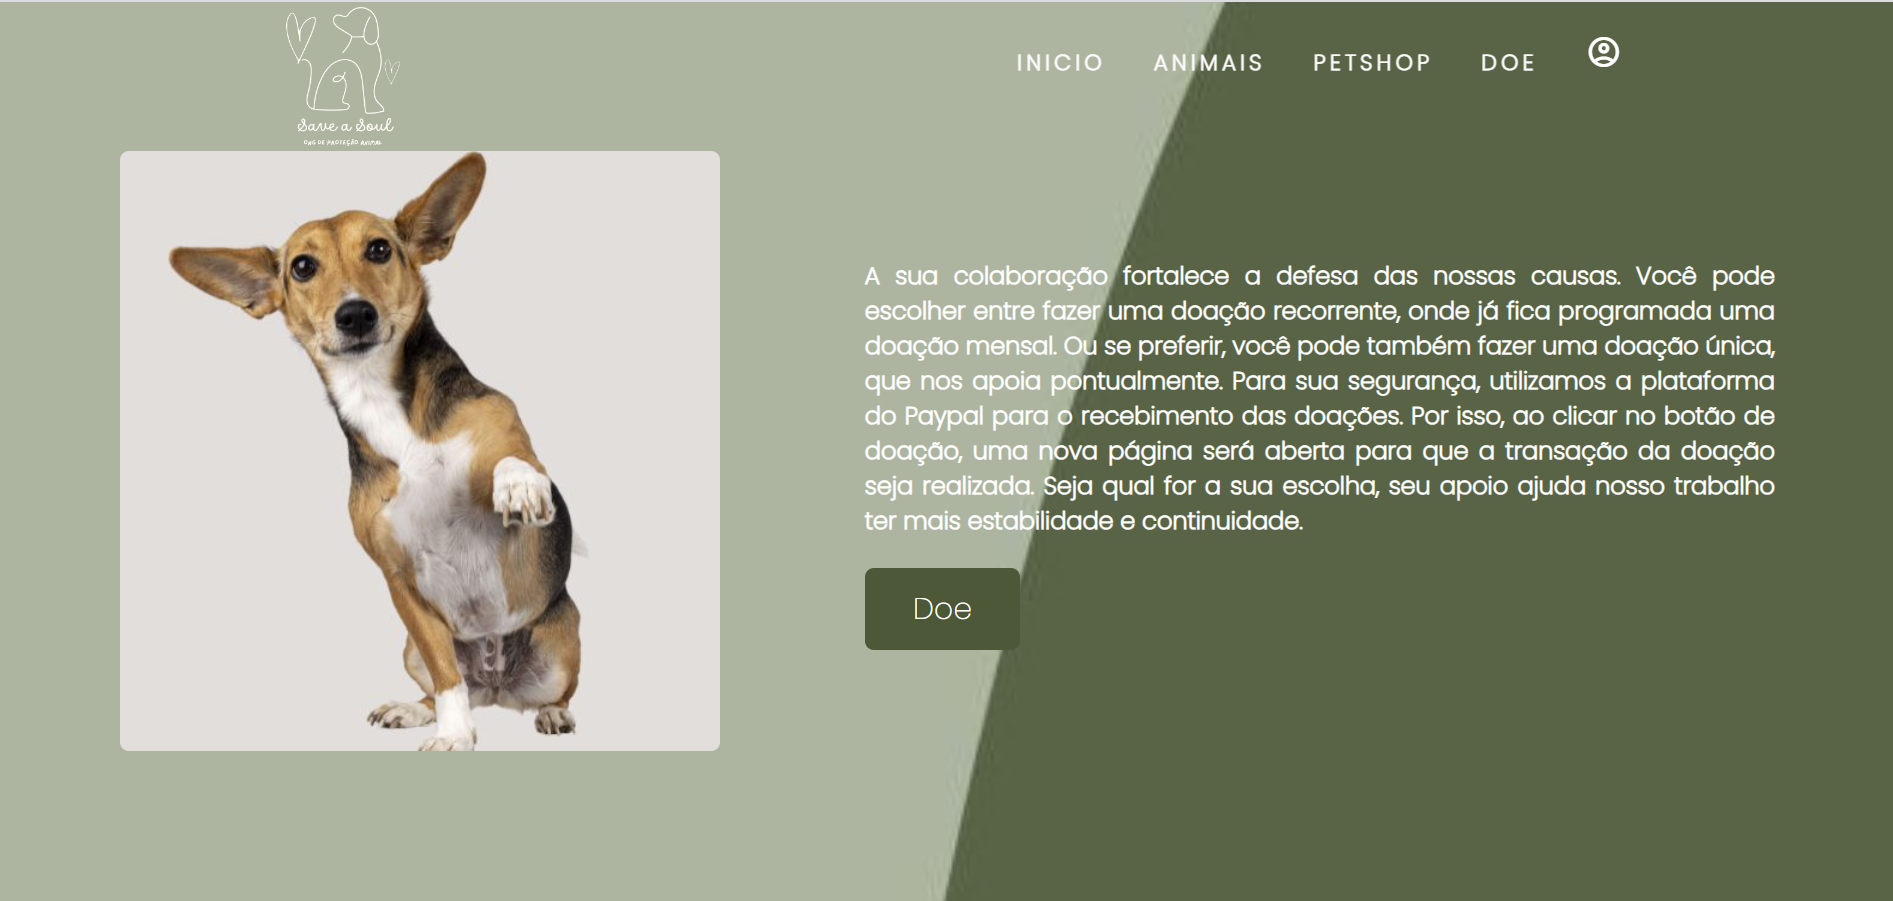 Save a Soul
ONG DE PROTEÇÃO ANIMAL
INICIO ANIMAIS PETSHOP DOE
A sua colaboração fortalece a defesa das nossas causas. Você pode
escolher entre fazer uma doação recorrente, onde já fica programada uma
doação mensal. Ou se preferir, você pode também fazer uma doação única,
que nos apoia pontualmente. Para sua segurança, utilizamos a plataforma
do Paypal para o recebimento das doações. Por isso, ao clicar no botão de
doação, uma nova página será aberta para que a transação da doação
seja realizada. Seja qual for a sua escolha, seu apoio ajuda nosso trabalho
ter mais estabilidade e continuidade.
Doe